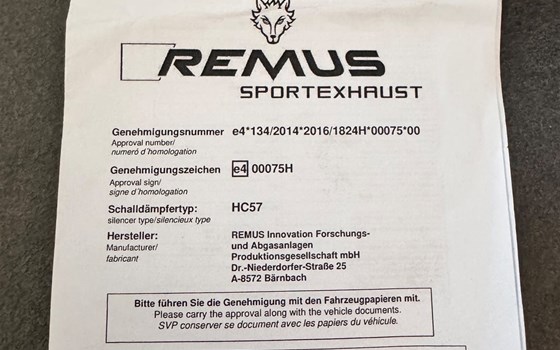 REMUS
SPORTEXHAUST
Genehmigungsnummer e4*134/2014*2016/1824H*00075*00
Approval number/
numeró d'homologation
Genehmigungszeichen e4 00075H
Approval sign/
signe d'homologation
Schalldämpfertyp: HC57
silencer type/silencieux type
Hersteller: REMUS Innovation Forschungs-
Manufacturer/ und Abgasanlagen
fabricant Produktionsgesellschaft mbH
Dr.-Niederdorfer-Straße 25
A-8572 Bärnbach
Bitte führen Sie die Genehmigung mit den Fahrzeugpapieren mit.
Please carry the approval along with the vehicle documents.
SVP conserver se document avec les papiers du véhicule.